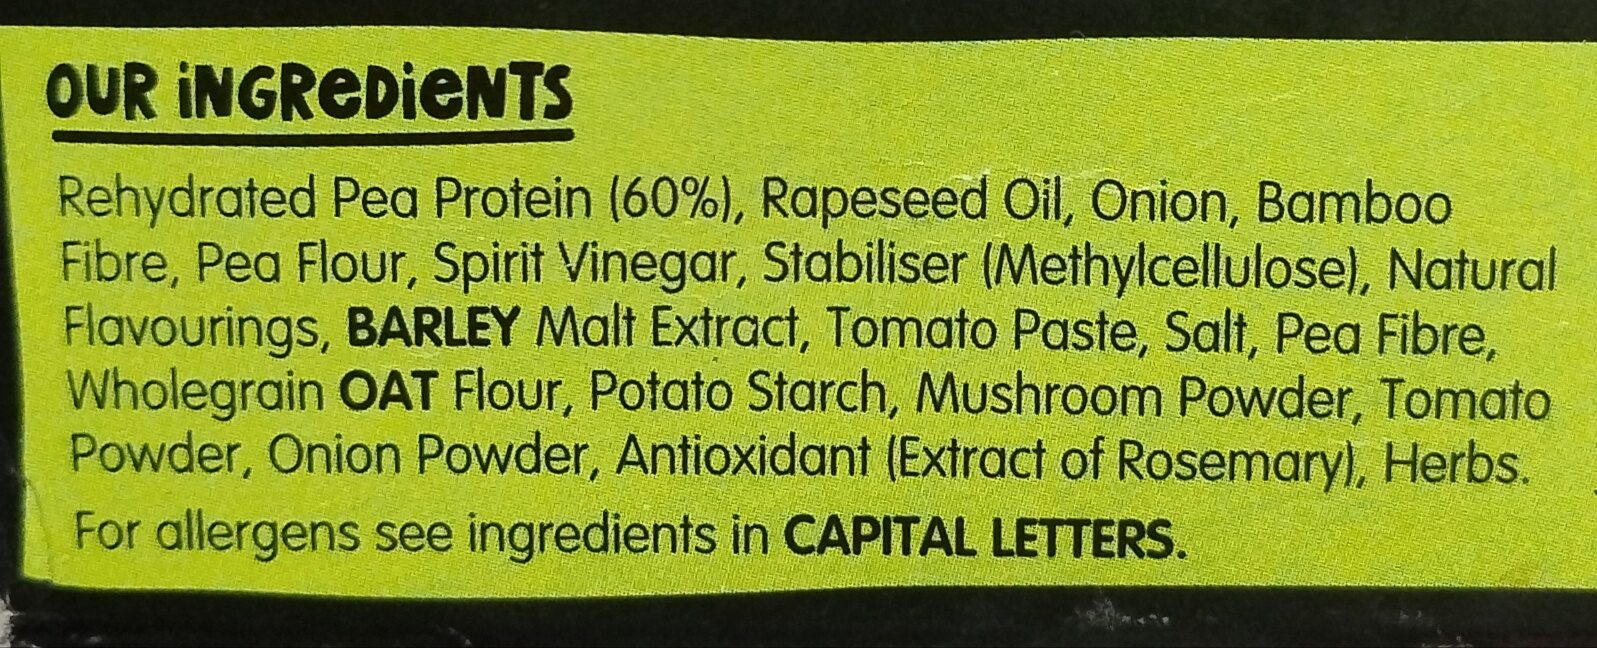 OUR iNGReDieNTS
Rehydrated Pea Protein (60%), Rapeseed Oil, Onion, Bamboo
Fibre, Pea Flour, Spirit Vinegar, Stabiliser (Methylcellulose), Natural
Flavourings, BARLEY Malt Extract, Tomato Paste, Salt, Pea Fibre,
Wholegrain OAT Flour, Potato Starch, Mushroom Powder, Tomato
Powder, Onion Powder, Antioxidant (Extract of Rosemary), Herbs.
For allergens see ingredients in CAPITAL LETTERS.